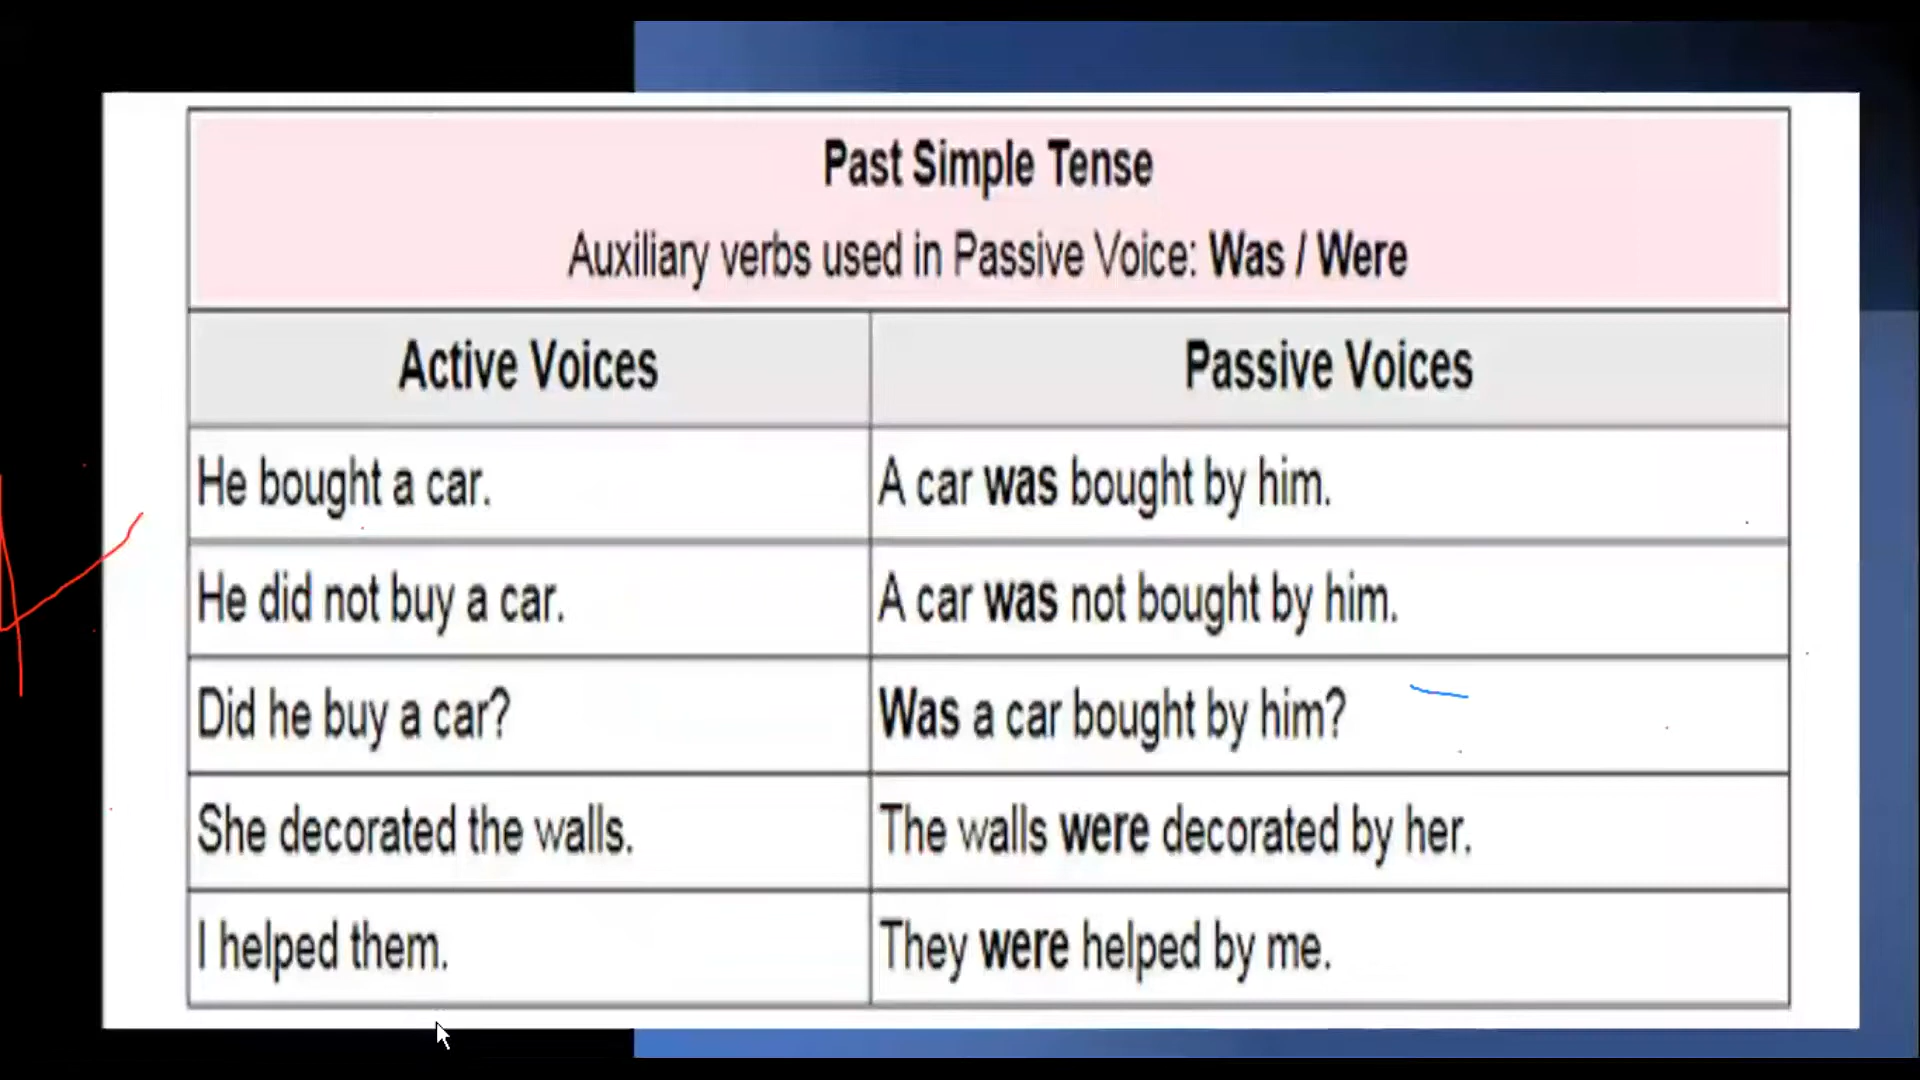 Past Simple Tense
Auxiliary verbs used in Passive Voice: Was / Were
Active Voices
Passive Voices
He bought a car.
A car was bought by him.
He did not buy a car.
A car was not bought by him.
Did he buy a car?
Was a car bought by him?
She decorated the walls.
The walls were decorated by her.
I helped them.
They were helped by me.